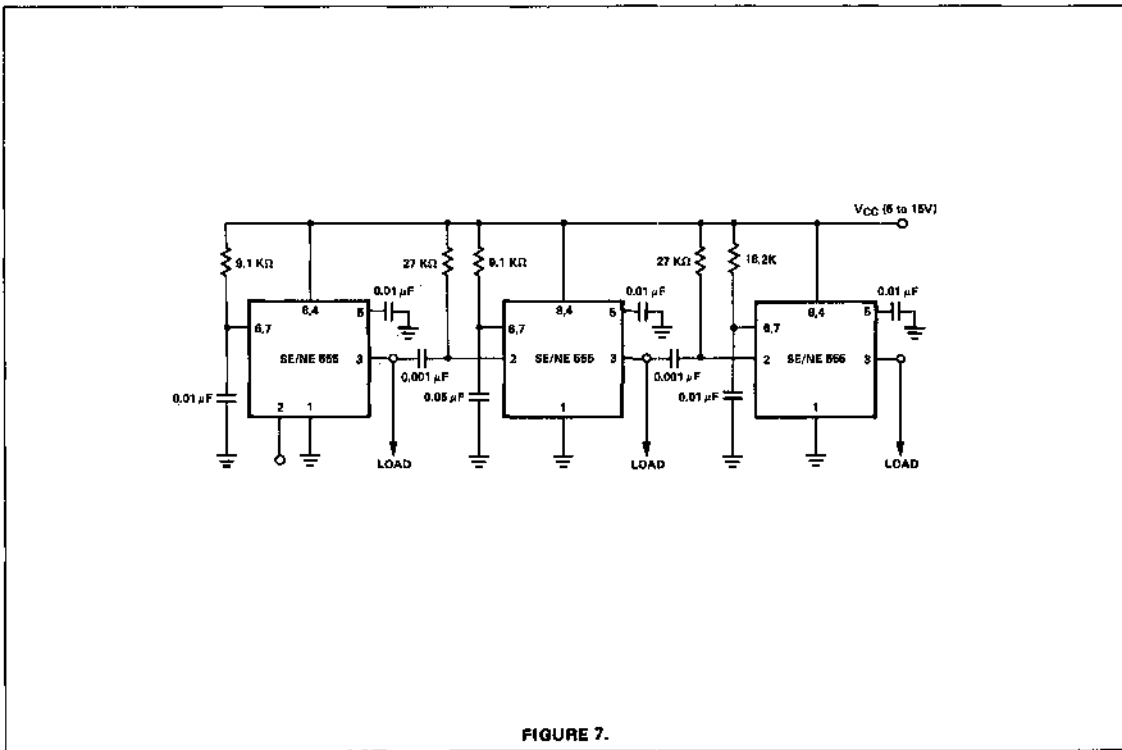 VCC (5 to 15V)
9.1 KΩ
27 KΩ
9.1 KΩ
27 KΩ
18.2K
0.01 µF
0.01 µF
0.01 µF
8,4
5
8,4
5
8,4
5
6,7
6,7
6,7
SE/NE 555
3
2
SE/NE 555
3
2
SE/NE 555
3
0.001 µF
0.001 µF
0.01 µF
0.05 µF
0.01 µF
2
1
1
1
LOAD
LOAD
LOAD
FIGURE 7.